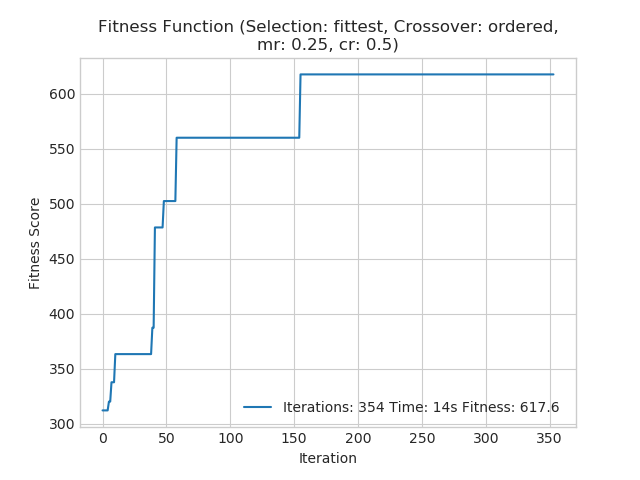 Fitness Function (Selection: fittest, Crossover: ordered,
mr: 0.25, cr: 0.5)
600
550
500
450
400
350
300
Fitness Score
Iterations: 354 Time: 14s Fitness: 617.6
0 50 100 150 200 250 300 350
Iteration